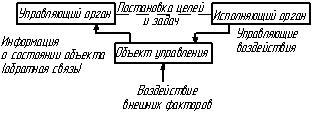 Управляющий орган
Постановка целей
и задач
Исполняющий орган
Информация
о состоянии объекта
(обратная связь)
Объект управления
Управляющие
воздействия
Воздействие
внешних факторов